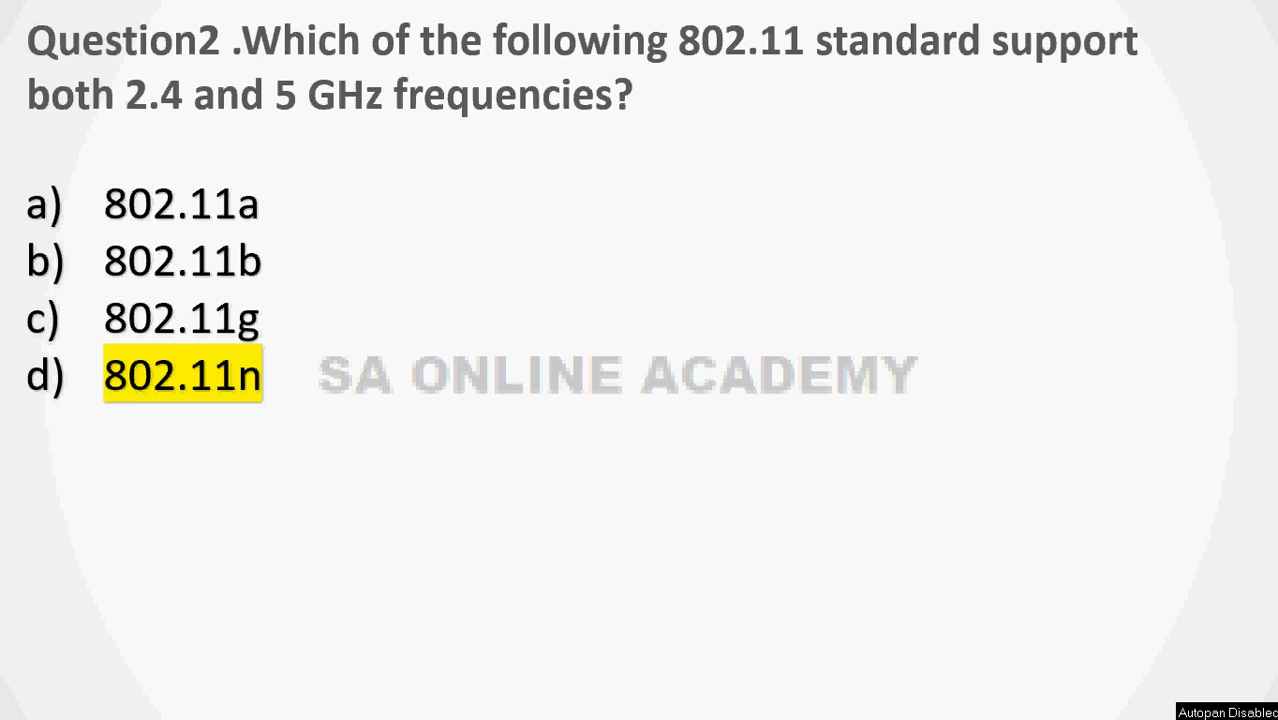 Question2 .Which of the following 802.11 standard support
both 2.4 and 5 GHz frequencies?
a) 802.11a
b) 802.11b
c) 802.11g
d) 802.11n
SA ONLINE ACADEMY
Autopan Disabled